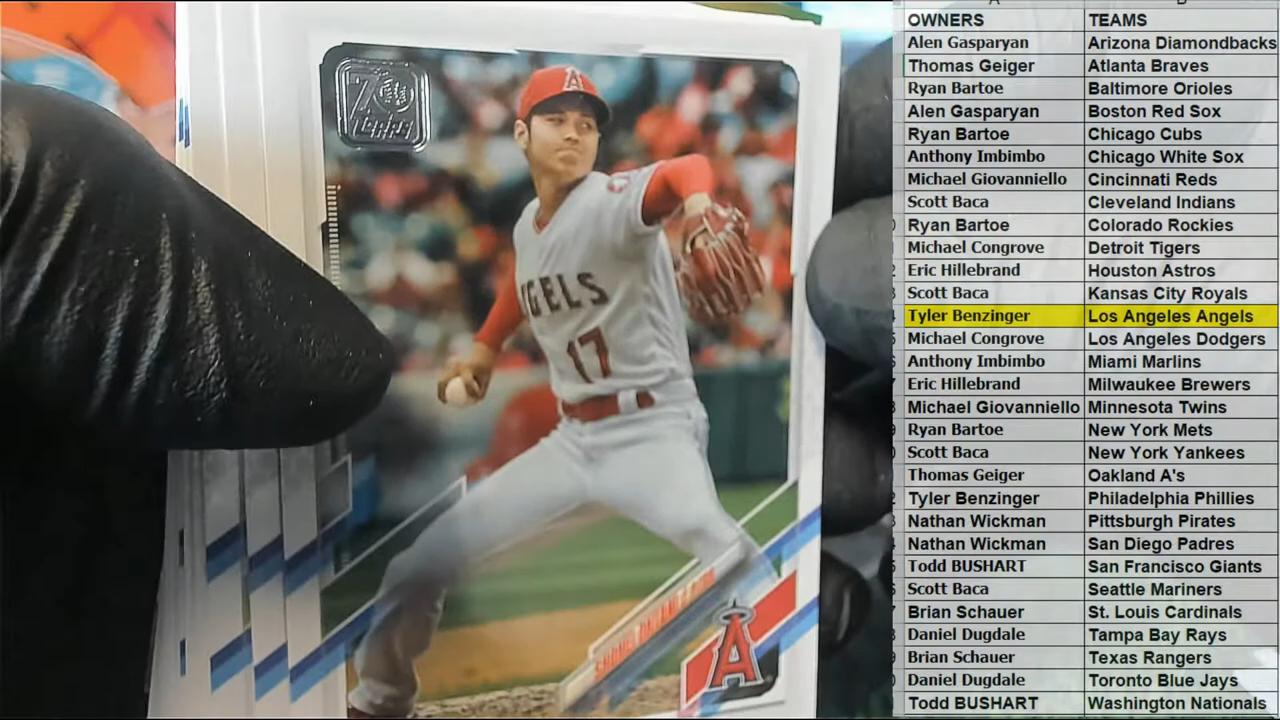 70
Topps
A
ANGELS
17
A
OWNERS TEAMS
Alen Gasparyan Arizona Diamondbacks
Thomas Geiger Atlanta Braves
Ryan Bartoe Baltimore Orioles
Alen Gasparyan Boston Red Sox
Ryan Bartoe Chicago Cubs
Anthony Imbimbo Chicago White Sox
Michael Giovanniello Cincinnati Reds
Scott Baca Cleveland Indians
Ryan Bartoe Colorado Rockies
Michael Congrove Detroit Tigers
Eric Hillebrand Houston Astros
Scott Baca Kansas City Royals
Tyler Benzinger Los Angeles Angels
Michael Congrove Los Angeles Dodgers
Anthony Imbimbo Miami Marlins
Eric Hillebrand Milwaukee Brewers
Michael Giovanniello Minnesota Twins
Ryan Bartoe New York Mets
Scott Baca New York Yankees
Thomas Geiger Oakland A's
Tyler Benzinger Philadelphia Phillies
Nathan Wickman Pittsburgh Pirates
Nathan Wickman San Diego Padres
Todd BUSHART San Francisco Giants
Scott Baca Seattle Mariners
Brian Schauer St. Louis Cardinals
Daniel Dugdale Tampa Bay Rays
Brian Schauer Texas Rangers
Daniel Dugdale Toronto Blue Jays
Todd BUSHART Washington Nationals